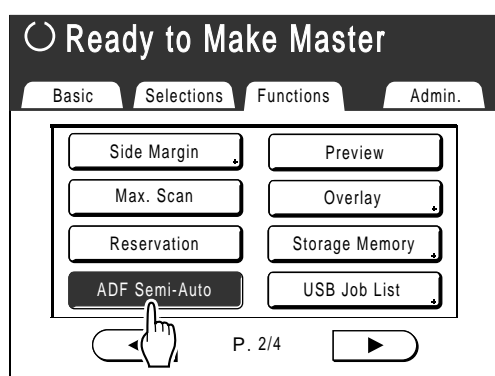 Ready to Make Master
Basic Selections Functions Admin.
Side Margin Preview
Max. Scan Overlay
Reservation Storage Memory
ADF Semi-Auto USB Job List
P. 2/4